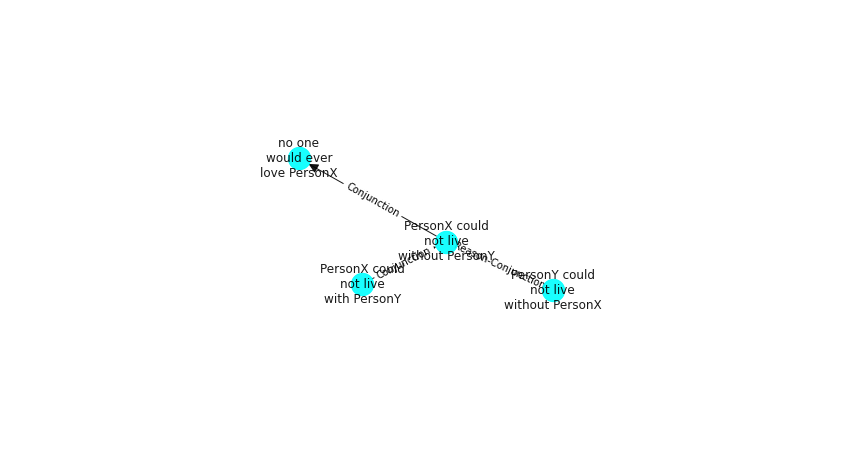 no one
would ever
love PersonX
Conjunction
PersonX could
not live
without PersonY
Conjunction
Reason-Conjunction
PersonX could
not live
with PersonY
PersonY could
not live
without PersonX